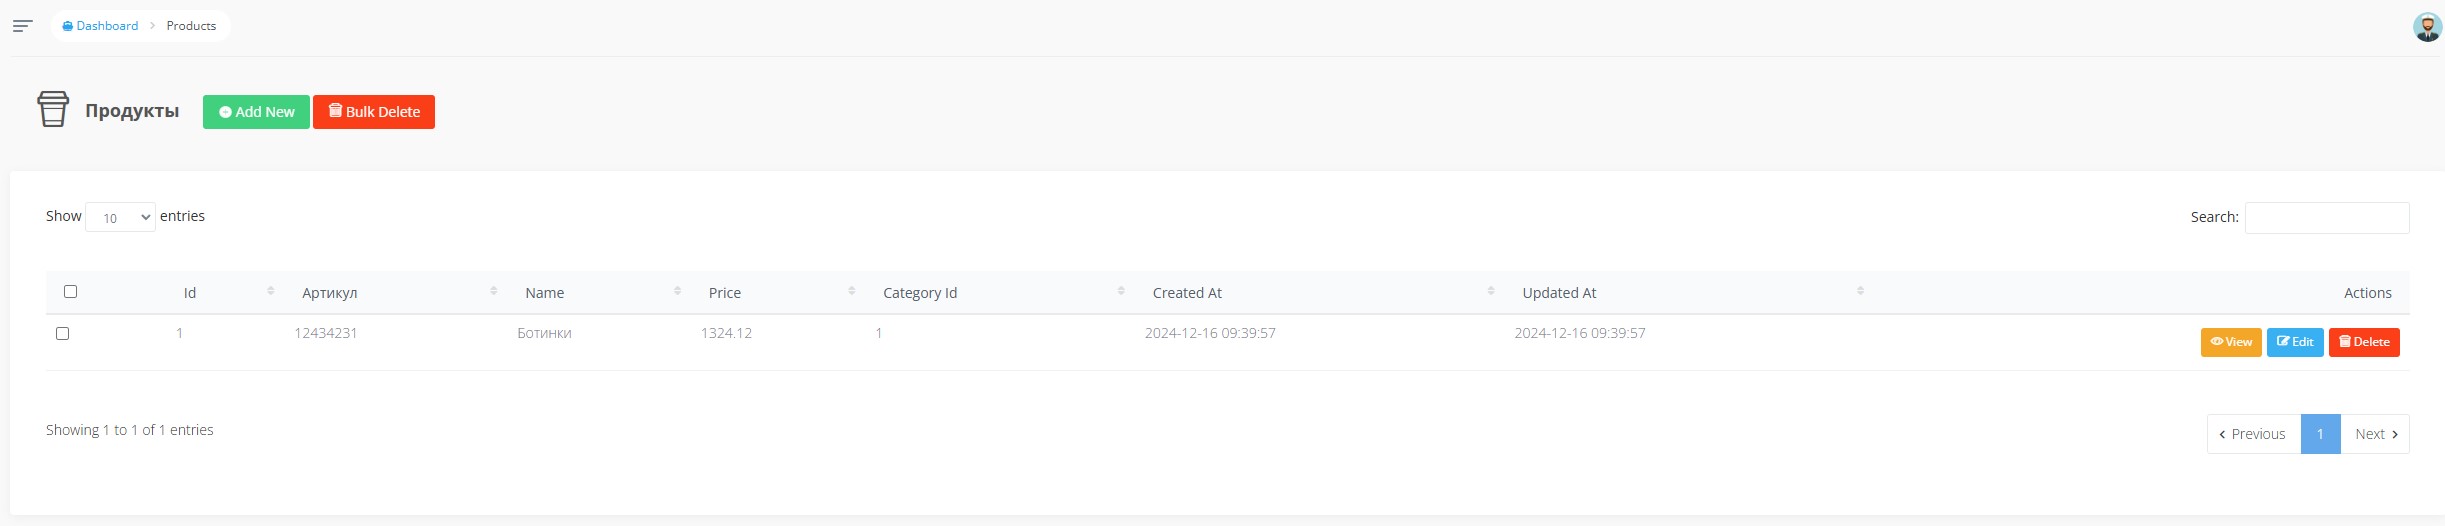 Dashboard > Products
Продукты Add New Bulk Delete
Show 10 entries Search:
Id Артикул Name Price Category Id Created At Updated At Actions
1 12434231 Ботинки 1324.12 1 2024-12-16 09:39:57 2024-12-16 09:39:57 View Edit Delete
Showing 1 to 1 of 1 entries ‹ Previous 1 Next ›